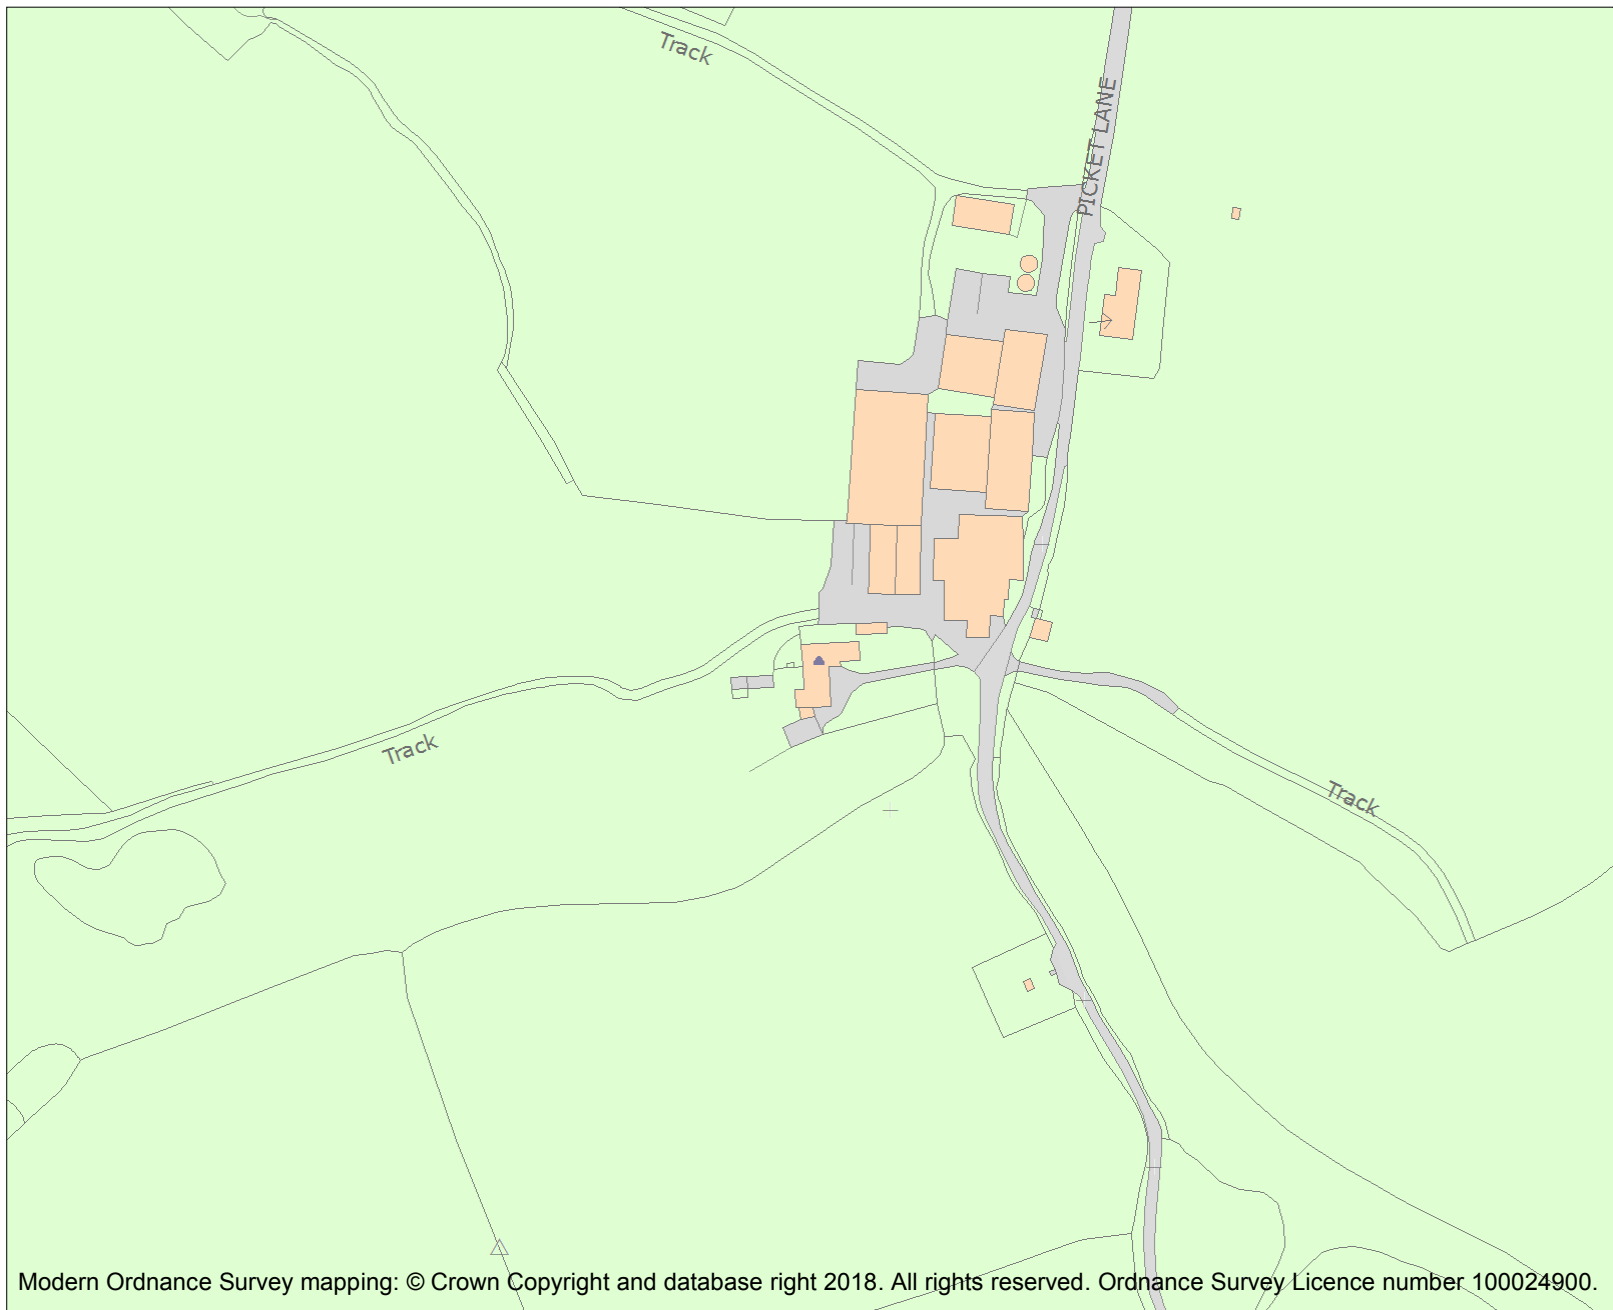 Track
PICKET LANE
Track
Track
Modern Ordnance Survey mapping: © Crown Copyright and database right 2018. All rights reserved. Ordnance Survey Licence number 100024900.